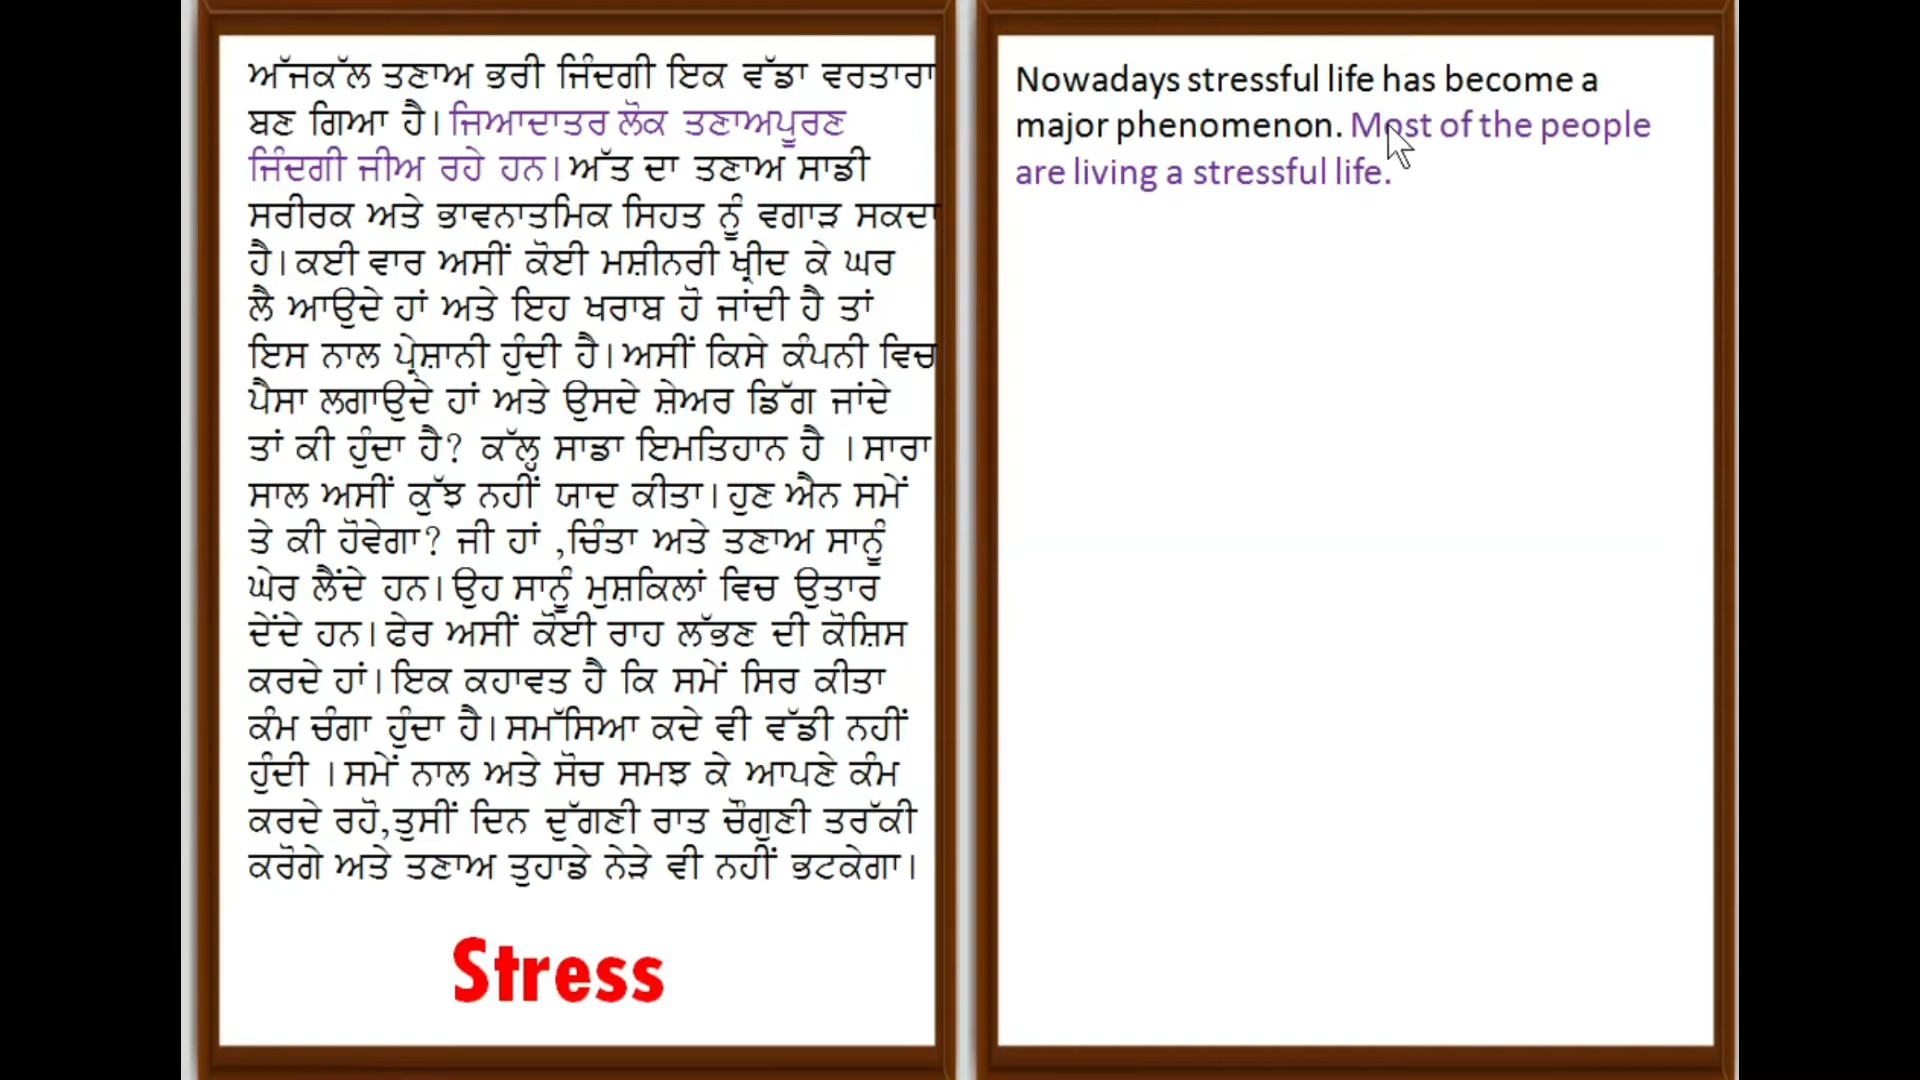 ਅੱਜਕੱਲ ਤਣਾਅ ਭਰੀ ਜਿੰਦਗੀ ਇਕ ਵੱਡਾ ਵਰਤਾਰਾ
ਬਣ ਗਿਆ ਹੈ। ਜਿਆਦਾਤਰ ਲੋਕ ਤਣਾਅਪੂਰਣ
ਜਿੰਦਗੀ ਜੀਅ ਰਹੇ ਹਨ। ਅੱਤ ਦਾ ਤਣਾਅ ਸਾਡੀ
ਸਰੀਰਕ ਅਤੇ ਭਾਵਨਾਤਮਿਕ ਸਿਹਤ ਨੂੰ ਵਗਾੜ ਸਕਦਾ
ਹੈ। ਕਈ ਵਾਰ ਅਸੀਂ ਕੋਈ ਮਸ਼ੀਨਰੀ ਖ੍ਰੀਦ ਕੇ ਘਰ
ਲੈ ਆਉਦੇ ਹਾਂ ਅਤੇ ਇਹ ਖਰਾਬ ਹੋ ਜਾਂਦੀ ਹੈ ਤਾਂ
ਇਸ ਨਾਲ ਪ੍ਰੇਸ਼ਾਨੀ ਹੁੰਦੀ ਹੈ। ਅਸੀਂ ਕਿਸੇ ਕੰਪਨੀ ਵਿਚ
ਪੈਸਾ ਲਗਾਉਦੇ ਹਾਂ ਅਤੇ ਉਸਦੇ ਸ਼ੇਅਰ ਡਿੱਗ ਜਾਂਦੇ
ਤਾਂ ਕੀ ਹੁੰਦਾ ਹੈ? ਕੱਲ੍ਹ ਸਾਡਾ ਇਮਤਿਹਾਨ ਹੈ । ਸਾਰਾ
ਸਾਲ ਅਸੀਂ ਕੁੱਝ ਨਹੀਂ ਯਾਦ ਕੀਤਾ। ਹੁਣ ਐਨ ਸਮੇਂ
ਤੇ ਕੀ ਹੋਵੇਗਾ? ਜੀ ਹਾਂ ,ਚਿੰਤਾ ਅਤੇ ਤਣਾਅ ਸਾਨੂੰ
ਘੇਰ ਲੈਂਦੇ ਹਨ। ਉਹ ਸਾਨੂੰ ਮੁਸ਼ਕਿਲਾਂ ਵਿਚ ਉਤਾਰ
ਦੇਂਦੇ ਹਨ। ਫੇਰ ਅਸੀਂ ਕੋਈ ਰਾਹ ਲੱਭਣ ਦੀ ਕੋਸ਼ਿਸ
ਕਰਦੇ ਹਾਂ। ਇਕ ਕਹਾਵਤ ਹੈ ਕਿ ਸਮੇਂ ਸਿਰ ਕੀਤਾ
ਕੰਮ ਚੰਗਾ ਹੁੰਦਾ ਹੈ। ਸਮੱਸਿਆ ਕਦੇ ਵੀ ਵੱਡੀ ਨਹੀਂ
ਹੁੰਦੀ । ਸਮੇਂ ਨਾਲ ਅਤੇ ਸੋਚ ਸਮਝ ਕੇ ਆਪਣੇ ਕੰਮ
ਕਰਦੇ ਰਹੋ,ਤੁਸੀਂ ਦਿਨ ਦੁੱਗਣੀ ਰਾਤ ਚੌਗੁਣੀ ਤਰੱਕੀ
ਕਰੋਗੇ ਅਤੇ ਤਣਾਅ ਤੁਹਾਡੇ ਨੇੜੇ ਵੀ ਨਹੀਂ ਭਟਕੇਗਾ।
Stress
Nowadays stressful life has become a
major phenomenon. Most of the people
are living a stressful life.